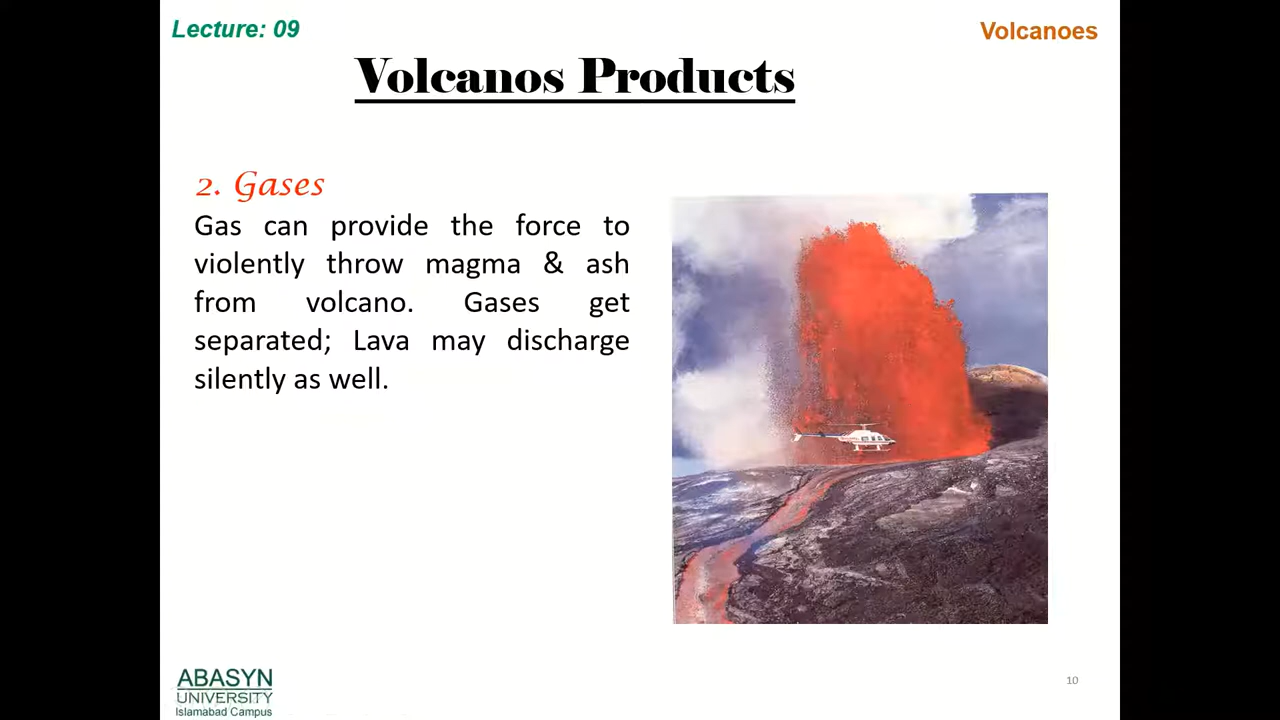 Lecture: 09
Volcanoes
Volcanos Products
2. Gases
Gas can provide the force to
violently throw magma & ash
from volcano. Gases get
separated; Lava may discharge
silently as well.
ABASYN
UNIVERSITY
Islamabad Campus
10